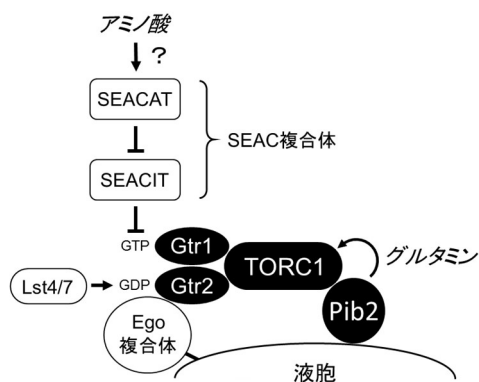 アミノ酸
?
SEACAT
SEAC複合体
SEACIT
GTP
Gtr1
TORC1
グルタミン
Lst4/7
GDP
Gtr2
Pib2
Ego
複合体
液胞